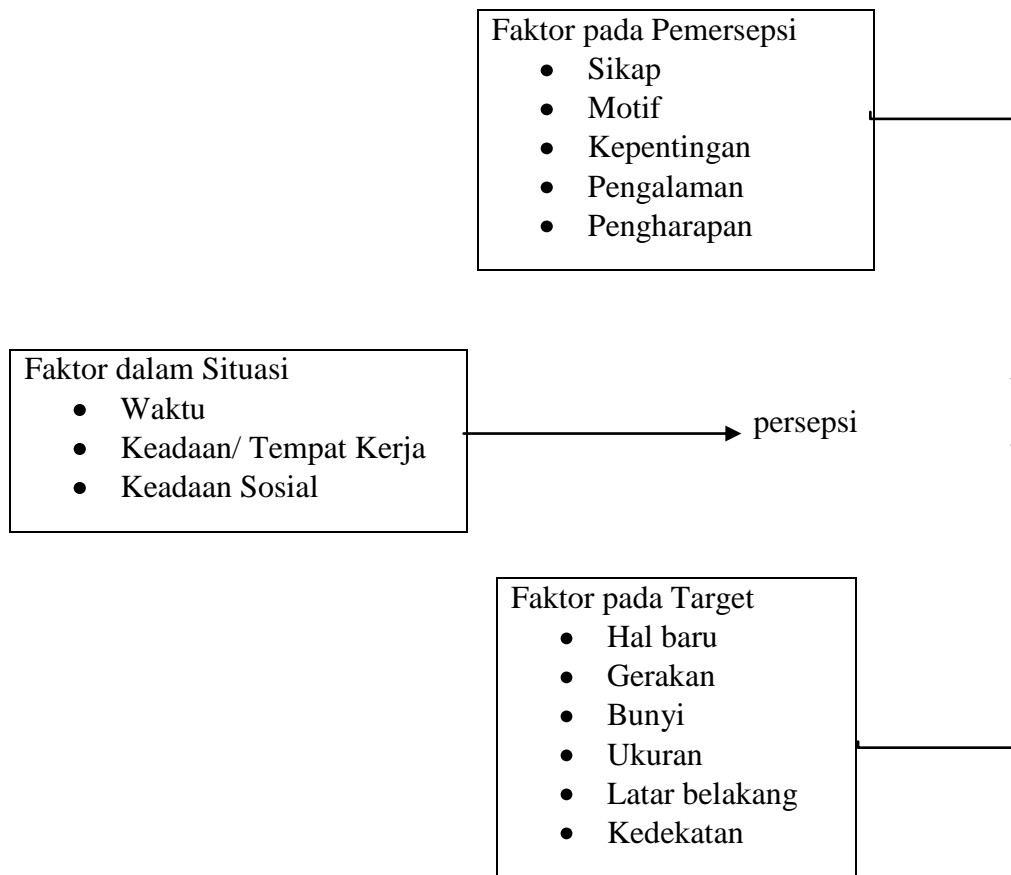 Faktor pada Pemersepsi
• Sikap
• Motif
• Kepentingan
• Pengalaman
• Pengharapan
Faktor dalam Situasi
• Waktu
• Keadaan/ Tempat Kerja
• Keadaan Sosial
persepsi
Faktor pada Target
• Hal baru
• Gerakan
• Bunyi
• Ukuran
• Latar belakang
• Kedekatan